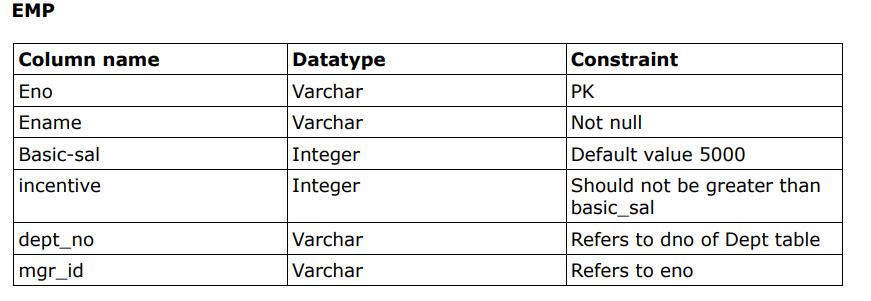 EMP
Column name Datatype Constraint
Eno Varchar PK
Ename Varchar Not null
Basic-sal Integer Default value 5000
incentive Integer Should not be greater than
basic_sal
dept_no Varchar Refers to dno of Dept table
mgr_id Varchar Refers to eno